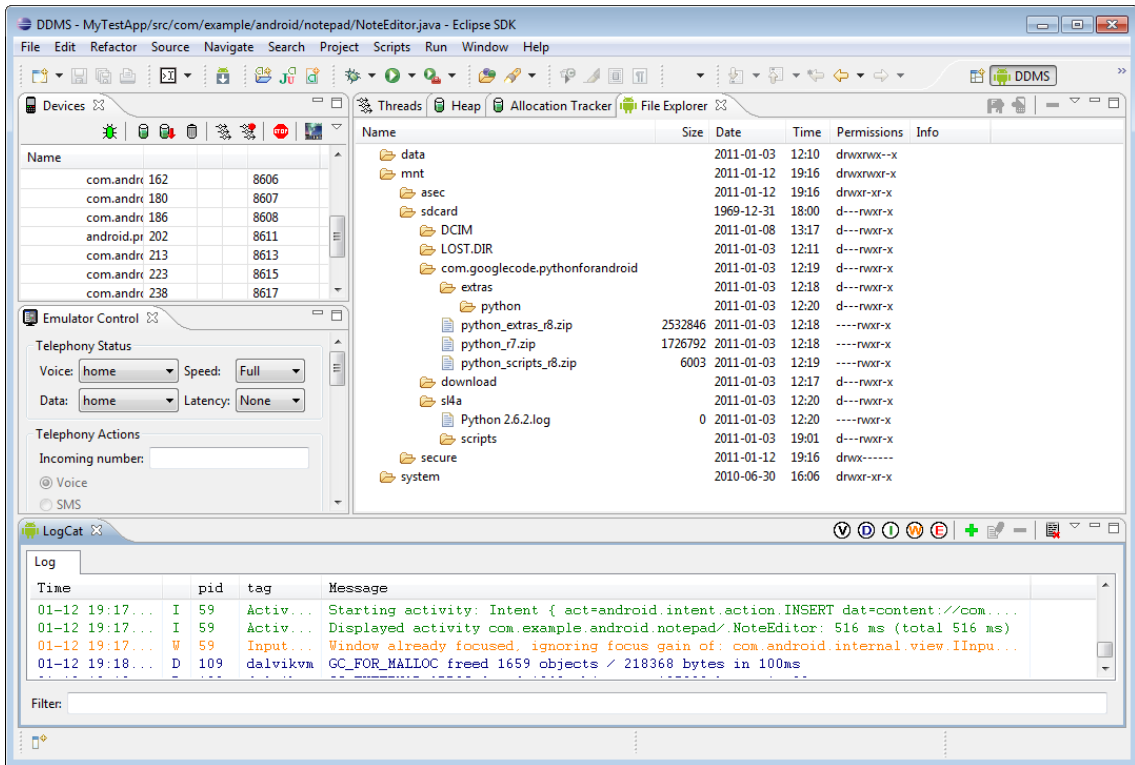 DDMS - MyTestApp/src/com/example/android/notepad/NoteEditor.java - Eclipse SDK
File Edit Refactor Source Navigate Search Project Scripts Run Window Help
DDMS
Devices
Name
com.andro 162 8606
com.andro 180 8607
com.andro 186 8608
android.pr 202 8611
com.andro 213 8613
com.andro 223 8615
com.andro 238 8617
Emulator Control
Telephony Status
Voice: home Speed: Full
Data: home Latency: None
Telephony Actions
Incoming number:
Voice
SMS
Threads Heap Allocation Tracker File Explorer
Name Size Date Time Permissions Info
data 2011-01-03 12:10 drwxrwx--x
mnt 2011-01-12 19:16 drwxrwxr-x
asec 2011-01-12 19:16 drwxr-xr-x
sdcard 1969-12-31 18:00 d---rwxr-x
DCIM 2011-01-08 13:17 d---rwxr-x
LOST.DIR 2011-01-03 12:11 d---rwxr-x
com.googlecode.pythonforandroid 2011-01-03 12:19 d---rwxr-x
extras 2011-01-03 12:18 d---rwxr-x
python 2011-01-03 12:20 d---rwxr-x
python_extras_r8.zip 2532846 2011-01-03 12:18 ----rwxr-x
python_r7.zip 1726792 2011-01-03 12:18 ----rwxr-x
python_scripts_r8.zip 6003 2011-01-03 12:19 ----rwxr-x
download 2011-01-03 12:17 d---rwxr-x
sl4a 2011-01-03 12:20 d---rwxr-x
Python 2.6.2.log 0 2011-01-03 12:20 ----rwxr-x
scripts 2011-01-03 19:01 d---rwxr-x
secure 2011-01-12 19:16 drwx------
system 2010-06-30 16:06 drwxr-xr-x
LogCat
V D I W E
Log
Time pid tag Message
01-12 19:17... I 59 Activ... Starting activity: Intent { act=android.intent.action.INSERT dat=content://com....
01-12 19:17... I 59 Activ... Displayed activity com.example.android.notepad/.NoteEditor: 516 ms (total 516 ms)
01-12 19:17... W 59 Input... Window already focused, ignoring focus gain of: com.android.internal.view.IInpu...
01-12 19:18... D 109 dalvikvm GC_FOR_MALLOC freed 1659 objects / 218368 bytes in 100ms
Filter: